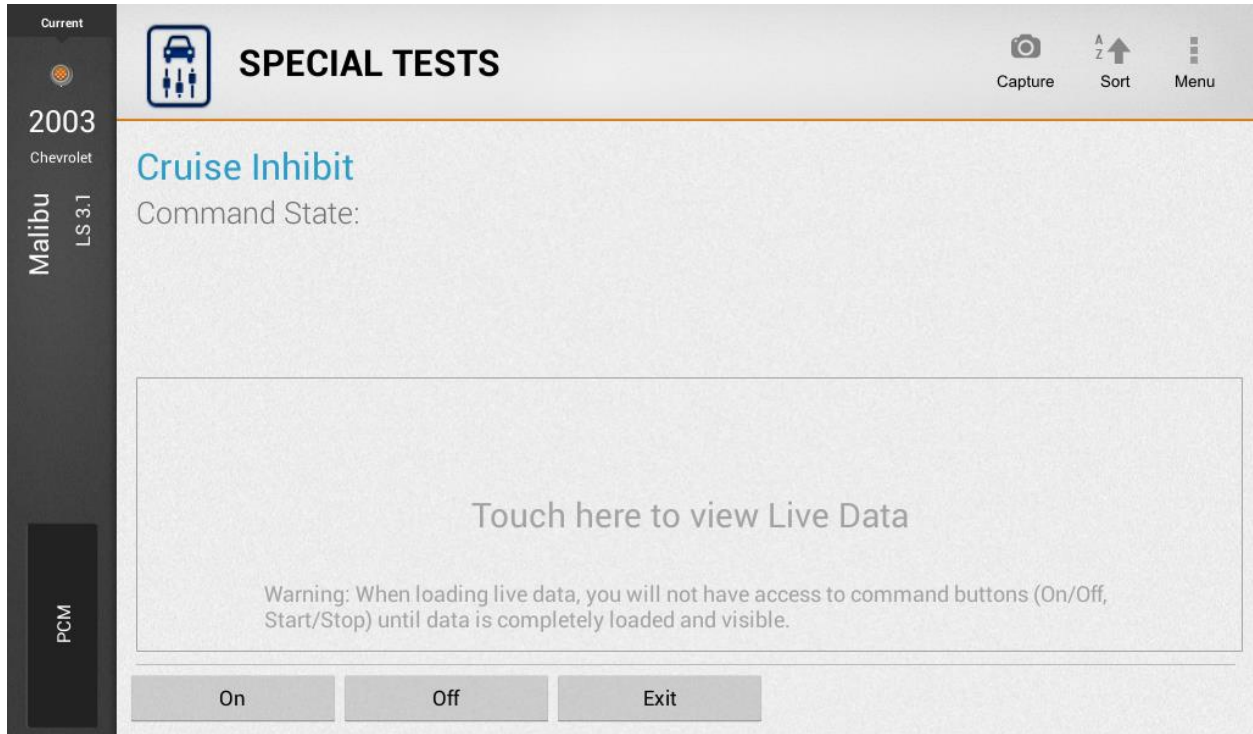 Current
2003
Chevrolet
Malibu
LS 3.1
PCM
SPECIAL TESTS
Capture
A
Z
Sort
Menu
Cruise Inhibit
Command State:
Touch here to view Live Data
Warning: When loading live data, you will not have access to command buttons (On/Off,
Start/Stop) until data is completely loaded and visible.
On
Off
Exit